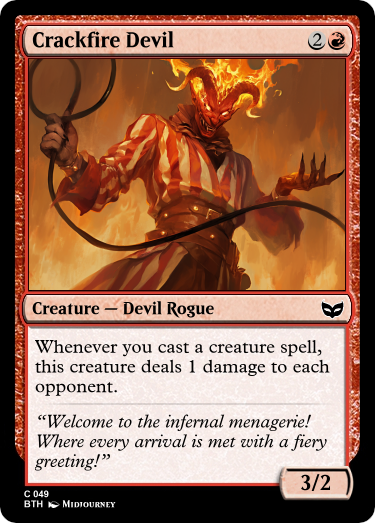 Crackfire Devil 2
Creature — Devil Rogue
Whenever you cast a creature spell,
this creature deals 1 damage to each
opponent.
“Welcome to the infernal menagerie!
Where every arrival is met with a fiery
greeting!”
3/2
C 049
BTH Midjourney